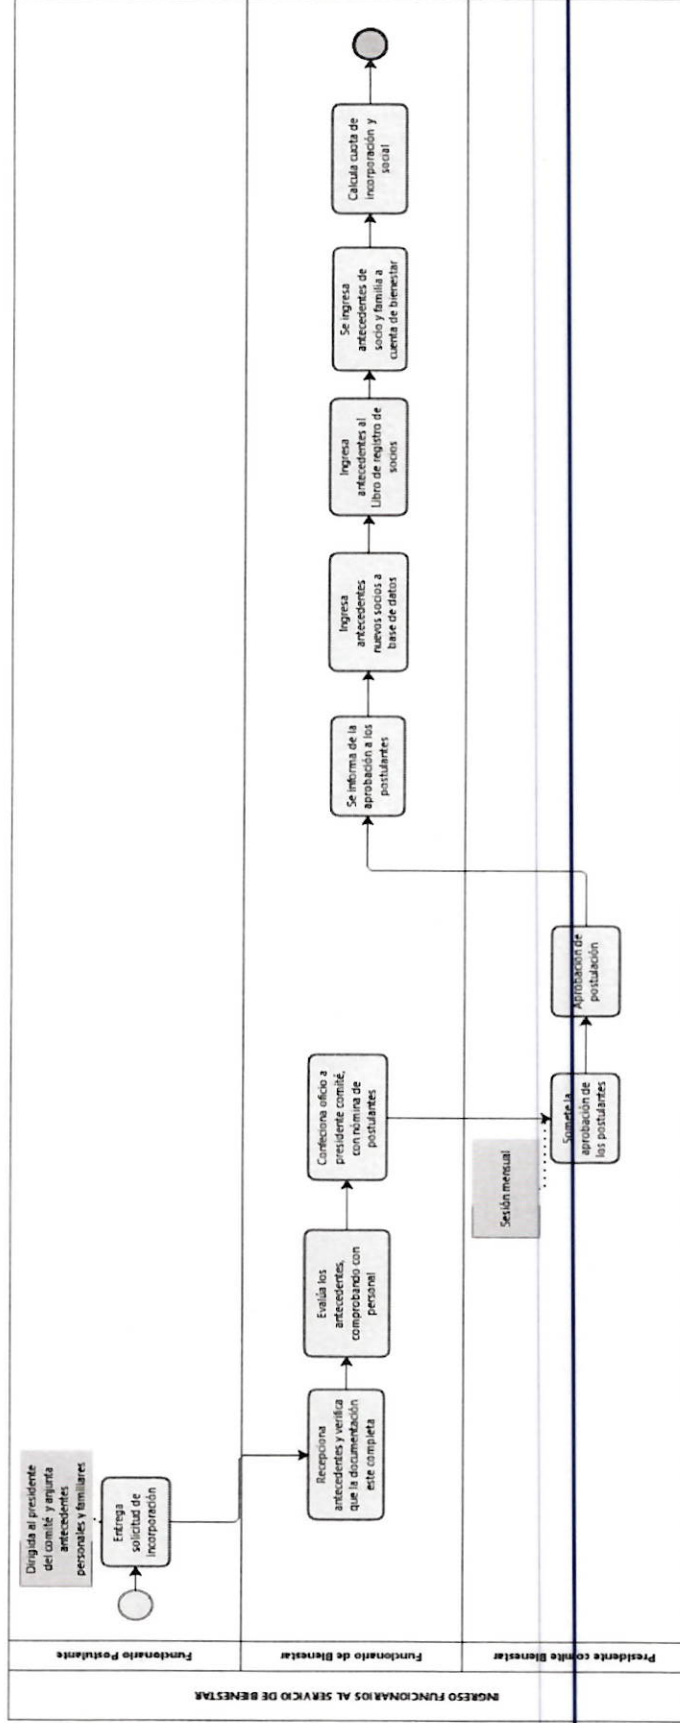 INGRESO FUNCIONARIOS AL SERVICIO DE BIENESTAR
Funcionario Postulante
Dirigida al presidente
del comité y anjunta
antecedentes
personales y familiares
Entrega
solicitud de
incorporación
Funcionario de Bienestar
Recepciona
antecedentes y verifica
que la documentación
este completa
Evalúa los
antecedentes,
comprobando con
personal
Confeciona oficio a
presidente comité,
con nómina de
postulantes
Se informa de la
aprobación a los
postulantes
Ingresa
antecedentes
nuevos socios a
base de datos
Ingresa
antecedentes al
Libro de registro de
socios
Se ingresa
antecedentes de
socio y familia a
cuenta de bienestar
Calcula cuota de
incorporación y
social
Presidente comite Bienestar
Sesión mensual
Somete la
aprobación de
los postulantes
Aprobación de
postulación